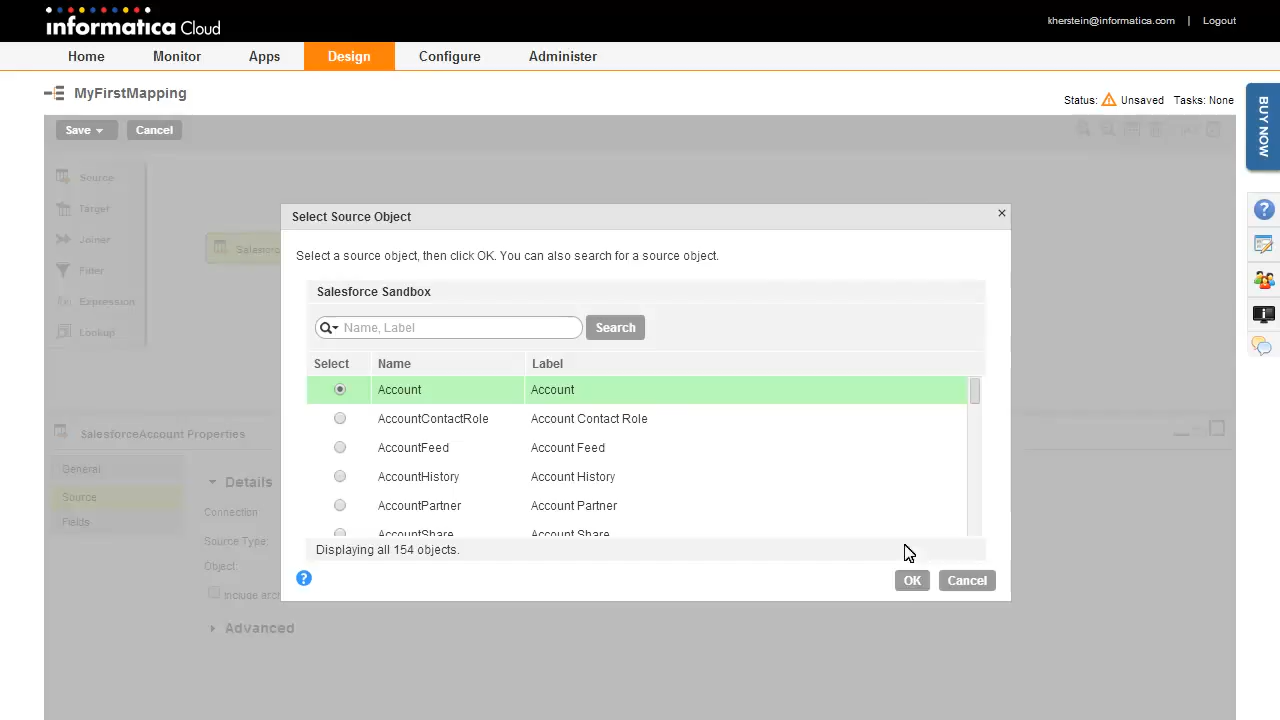 informatica Cloud
kherstein@informatica.com | Logout
Home Monitor Apps Design Configure Administer
MyFirstMapping
Status: Unsaved Tasks: None
BUY NOW
Save Cancel
Source
Target
Joiner
Filter
Expression
Lookup
Select Source Object
Select a source object, then click OK. You can also search for a source object.
Salesforce Sandbox
Name, Label Search
Select Name Label
Account Account
AccountContactRole Account Contact Role
AccountFeed Account Feed
AccountHistory Account History
AccountPartner Account Partner
AccountShare Account Share
Displaying all 154 objects.
OK Cancel
SalesforceAccount Properties
General
Source
Fields
Details
Connection:
Source Type:
Object:
Advanced